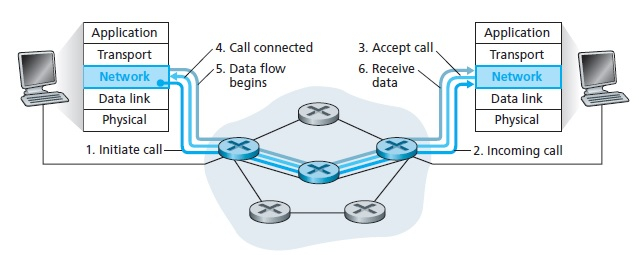 Application
Transport
Network
Data link
Physical
4. Call connected
5. Data flow
begins
1. Initiate call
3. Accept call
6. Receive
data
2. Incoming call
Application
Transport
Network
Data link
Physical